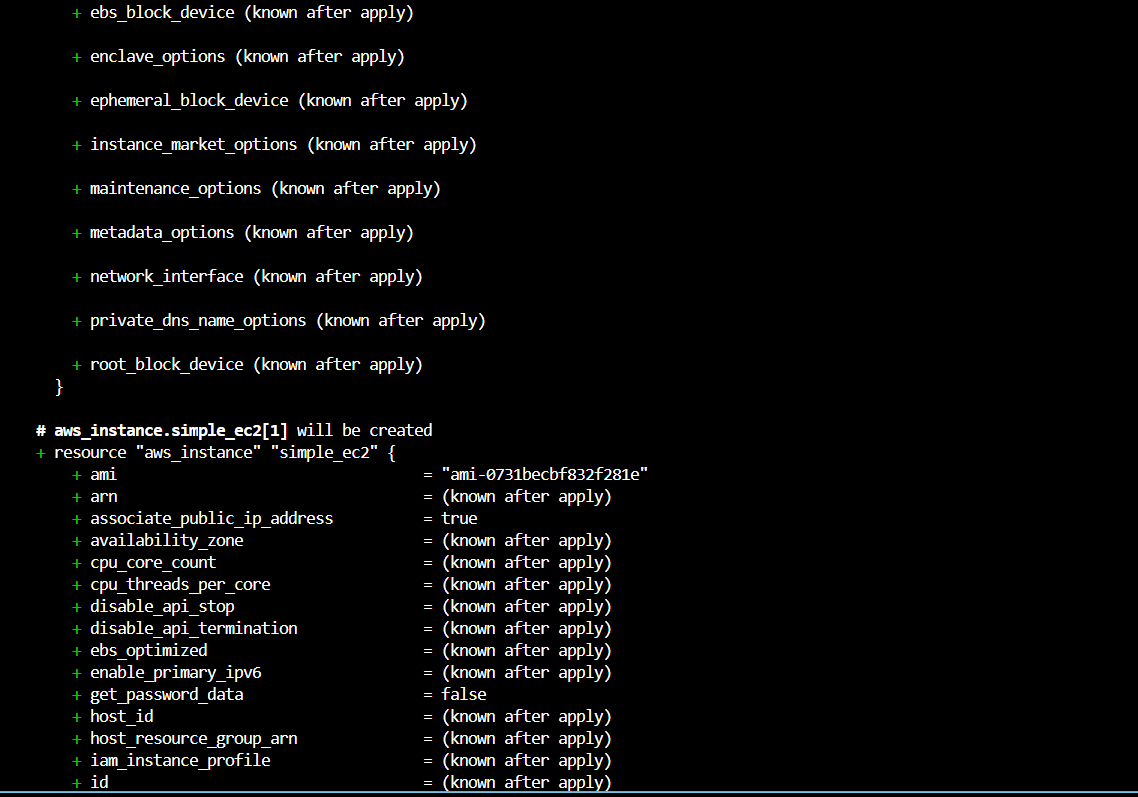 + ebs_block_device (known after apply)
+ enclave_options (known after apply)
+ ephemeral_block_device (known after apply)
+ instance_market_options (known after apply)
+ maintenance_options (known after apply)
+ metadata_options (known after apply)
+ network_interface (known after apply)
+ private_dns_name_options (known after apply)
+ root_block_device (known after apply)
}
# aws_instance.simple_ec2[1] will be created
+ resource "aws_instance" "simple_ec2" {
+ ami = "ami-0731becbf832f281e"
+ arn = (known after apply)
+ associate_public_ip_address = true
+ availability_zone = (known after apply)
+ cpu_core_count = (known after apply)
+ cpu_threads_per_core = (known after apply)
+ disable_api_stop = (known after apply)
+ disable_api_termination = (known after apply)
+ ebs_optimized = (known after apply)
+ enable_primary_ipv6 = (known after apply)
+ get_password_data = false
+ host_id = (known after apply)
+ host_resource_group_arn = (known after apply)
+ iam_instance_profile = (known after apply)
+ id = (known after apply)